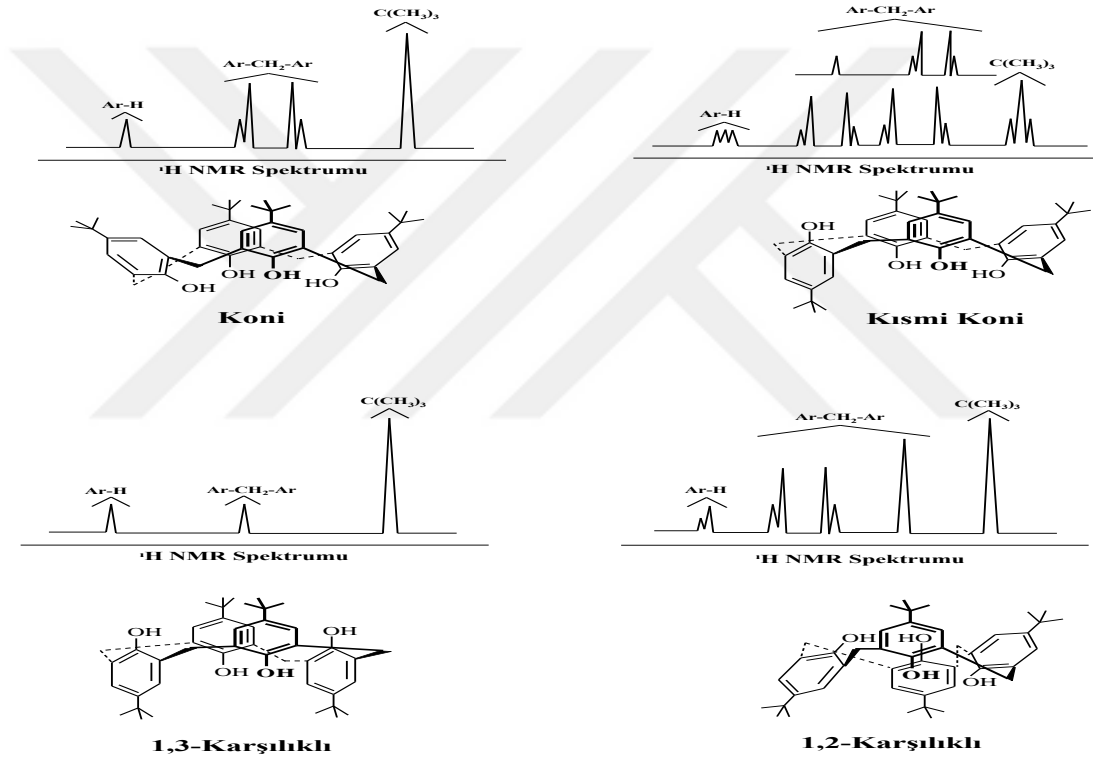 C(CH₃)₃
Ar-CH₂-Ar
Ar-H
¹H NMR Spektrumu
OH
OH
OH
HO
Koni
Ar-CH₂-Ar
C(CH₃)₃
Ar-H
¹H NMR Spektrumu
OH
OH
OH
HO
Kısmi Koni
C(CH₃)₃
Ar-H
Ar-CH₂-Ar
¹H NMR Spektrumu
OH
OH
OH
OH
1,3-Karşılıklı
C(CH₃)₃
Ar-CH₂-Ar
Ar-H
¹H NMR Spektrumu
OH
HO
OH
OH
1,2-Karşılıklı